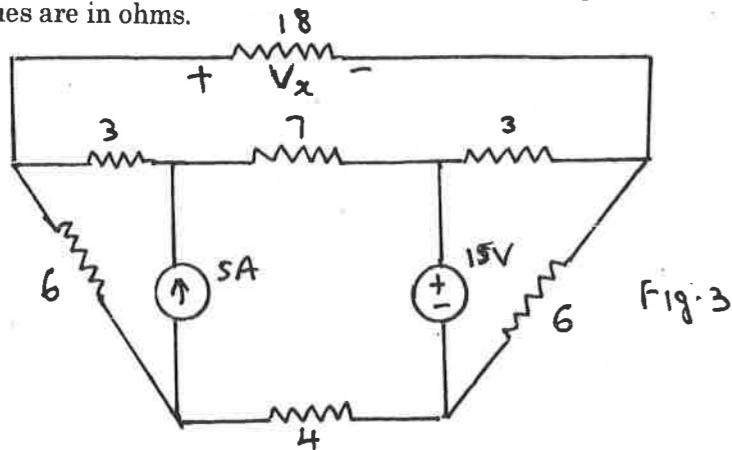 ues are in ohms.
18
+ Vx -
3 7 3
6 5A 15V 6 Fig. 3
+
-
4